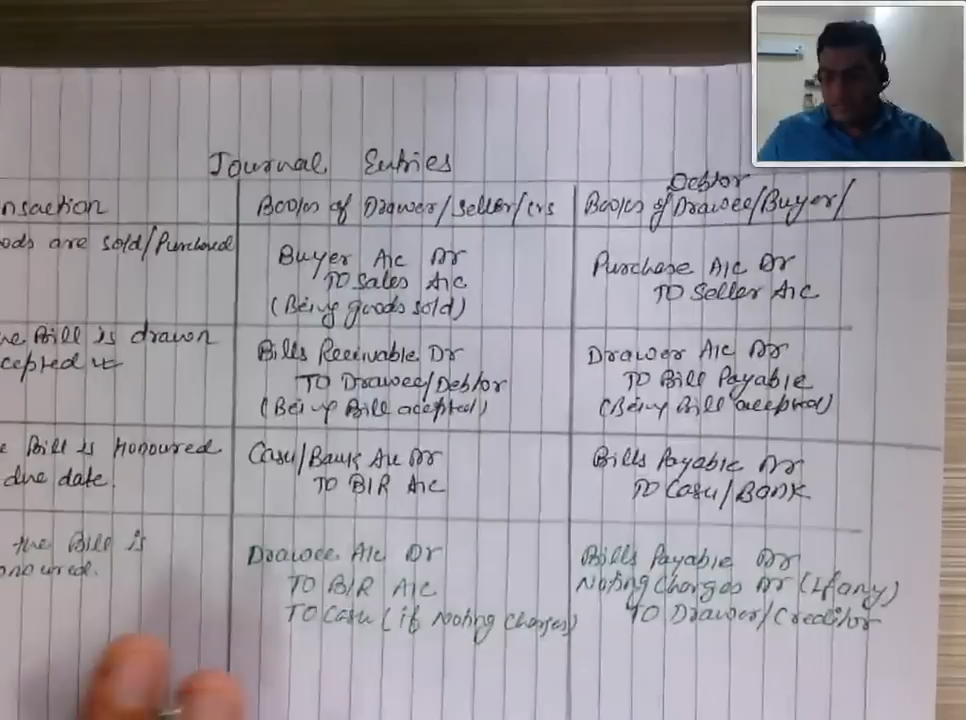 Journal Entries
nsaction
Books of Drawer/Seller/Crs
Debtor
Books of Drawee/Buyer/
ods are sold/Purchased
Buyer A/c Dr
To Sales A/c
(Being goods sold)
Purchase A/c Dr
To Seller A/c
he Bill is drawn
cepted it
Bills Receivable Dr
To Drawee/Debtor
(Being Bill accepted)
Drawer A/c Dr
To Bill Payable
(Being Bill accepted)
e Bill is Honoured
due date.
Cash/Bank A/c Dr
To B/R A/c
Bills Payable Dr
To Cash/Bank
the Bill is
onoured.
Drawee A/c Dr
To B/R A/c
To Cash (if Noting Charges)
Bills Payable Dr
Noting Charges Dr (If any)
To Drawer/Creditor